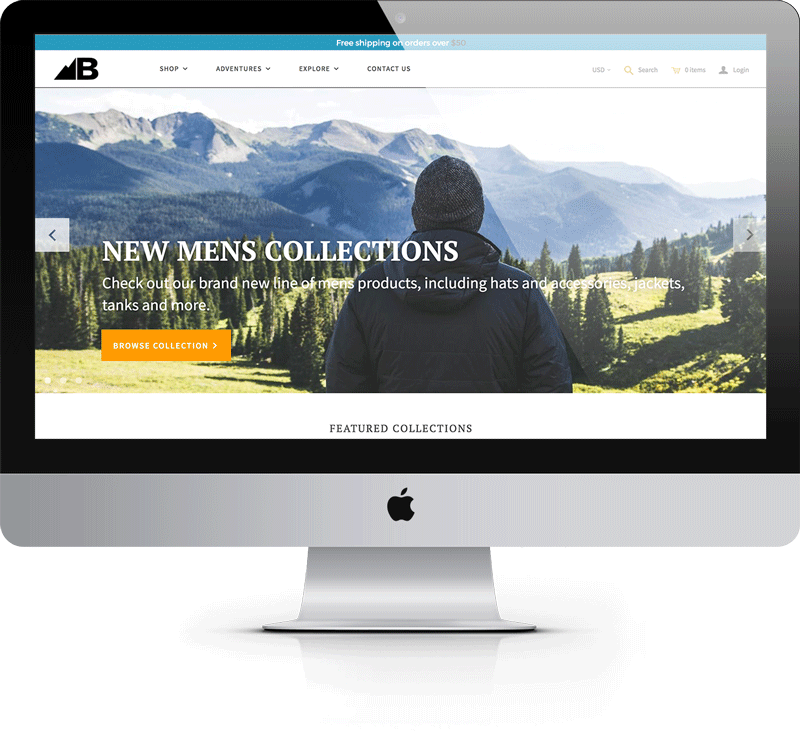 Free shipping on orders over $50
B
SHOP
ADVENTURES
EXPLORE
CONTACT US
USD
Search
0 items
Login
NEW MENS COLLECTIONS
Check out our brand new line of mens products, including hats and accessories, jackets,
tanks and more.
BROWSE COLLECTION >
FEATURED COLLECTIONS